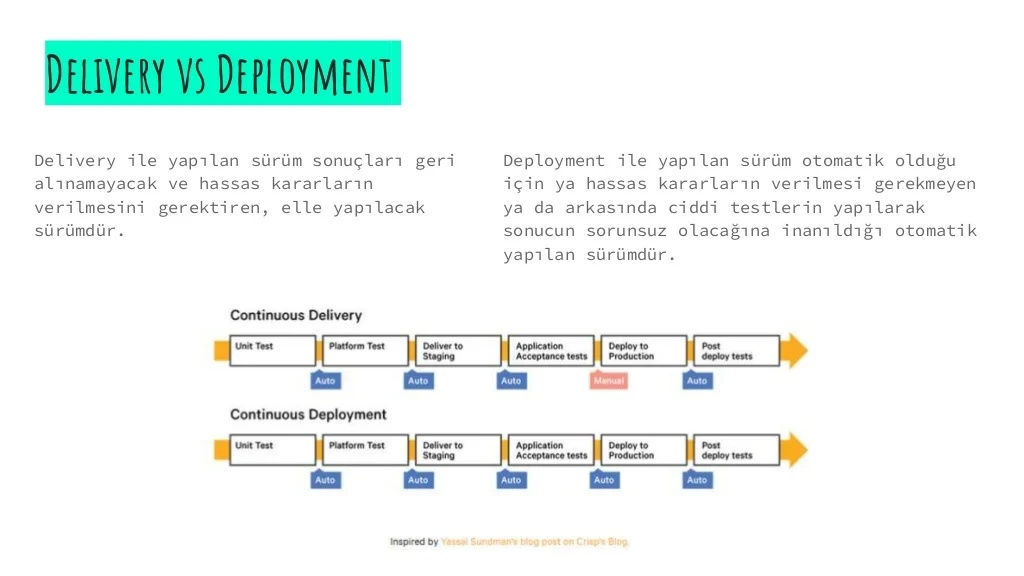 Delivery vs Deployment
Delivery ile yapılan sürüm sonuçları geri
alınamayacak ve hassas kararların
verilmesini gerektiren, elle yapılacak
sürümdür.
Deployment ile yapılan sürüm otomatik olduğu
için ya hassas kararların verilmesi gerekmeyen
ya da arkasında ciddi testlerin yapılarak
sonucun sorunsuz olacağına inanıldığı otomatik
yapılan sürümdür.
Continuous Delivery
Unit Test
Platform Test
Deliver to
Staging
Application
Acceptance tests
Deploy to
Production
Post
deploy tests
Auto
Auto
Auto
Manual
Auto
Continuous Deployment
Unit Test
Platform Test
Deliver to
Staging
Application
Acceptance tests
Deploy to
Production
Post
deploy tests
Auto
Auto
Auto
Auto
Auto
Inspired by Yassal Sundman's blog post on Crisp's Blog.